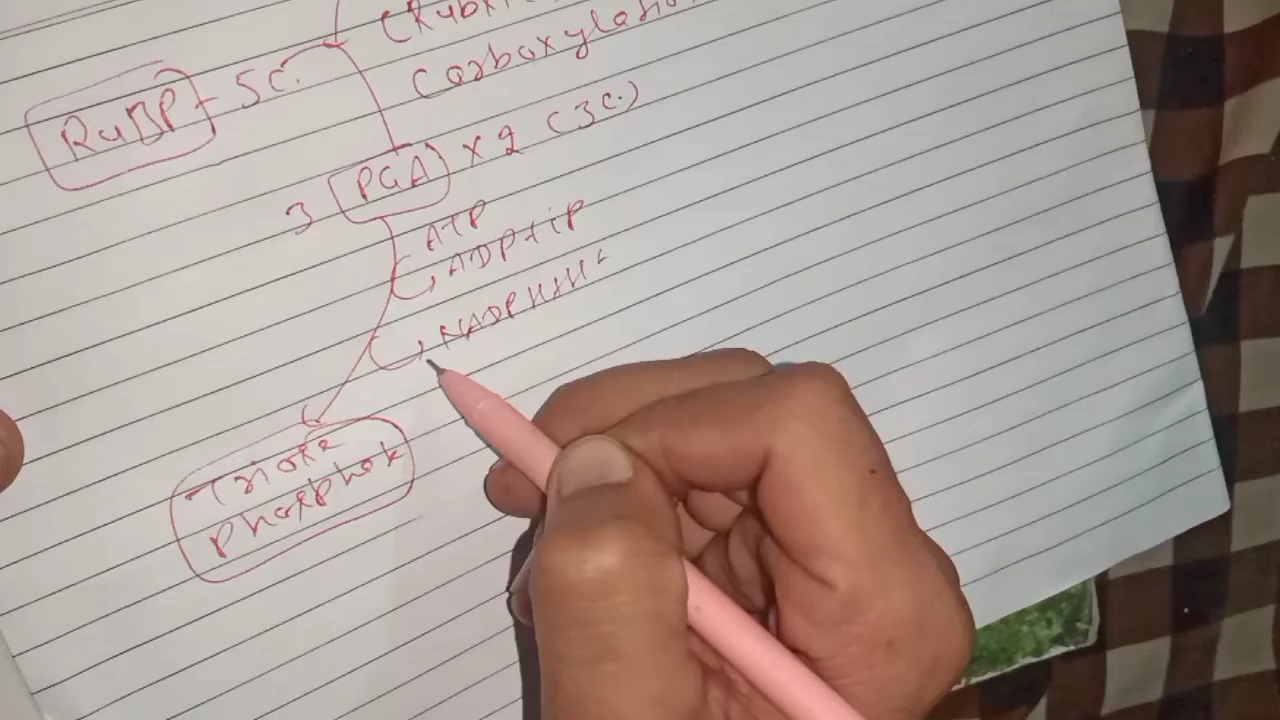 Carboxylation
RuBP - 5C.
3 PGA × 2 (3C.)
ATP
ADP + iP
NADPH+H+
Triose
Phosphate